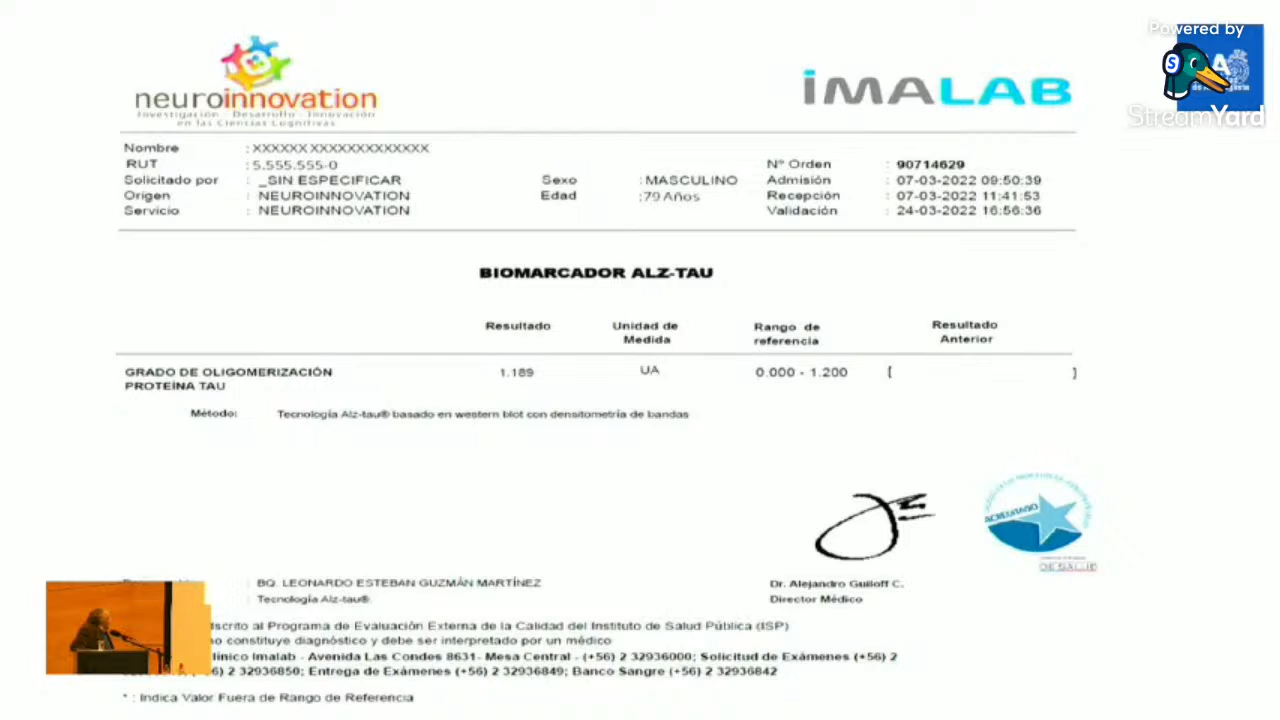 Powered by
StreamYard
neuroinnovation
Investigación - Desarrollo - Innovación
en las Ciencias Cognitivas
iMALAB
Nombre : XXXXXX XXXXXXXXXXXXX
RUT : 5.555.555-0 Nº Orden : 90714629
Solicitado por : _SIN ESPECIFICAR Sexo : MASCULINO Admisión : 07-03-2022 09:50:39
Origen : NEUROINNOVATION Edad :79 Años Recepción : 07-03-2022 11:41:53
Servicio : NEUROINNOVATION Validación : 24-03-2022 16:56:36
BIOMARCADOR ALZ-TAU
Resultado Unidad de Medida Rango de referencia Resultado Anterior
GRADO DE OLIGOMERIZACIÓN 1.189 UA 0.000 - 1.200 [ ]
PROTEÍNA TAU
Método: Tecnología Alz-tau® basado en western blot con densitometría de bandas
ACREDITADO
DE SALUD
: BQ. LEONARDO ESTEBAN GUZMÁN MARTÍNEZ Dr. Alejandro Guiloff C.
: Tecnología Alz-tau® Director Médico
al Programa de Evaluación Externa de la Calidad del Instituto de Salud Pública (ISP)
constituye diagnóstico y debe ser interpretado por un médico
Imalab - Avenida Las Condes 8631- Mesa Central - (+56) 2 32936000; Solicitud de Exámenes (+56) 2
2 32936850; Entrega de Exámenes (+56) 2 32936849; Banco Sangre (+56) 2 32936842
* : Indica Valor Fuera de Rango de Referencia